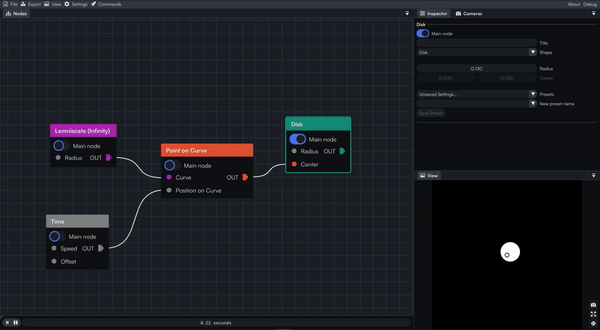 File Export View Settings Commands About Debug
Nodes
Inspector Cameras
Disk
Main node
Title
Disk Shape
0.130 Radius
0.000 0.000 Center
Unsaved Settings... Presets
New preset name
Save Preset
View
Lemniscate (Infinity)
Main node
Radius OUT
Point on Curve
Main node
Curve OUT
Position on Curve
Disk
Main node
Radius OUT
Center
Time
Main node
Speed OUT
Offset
0.22 seconds